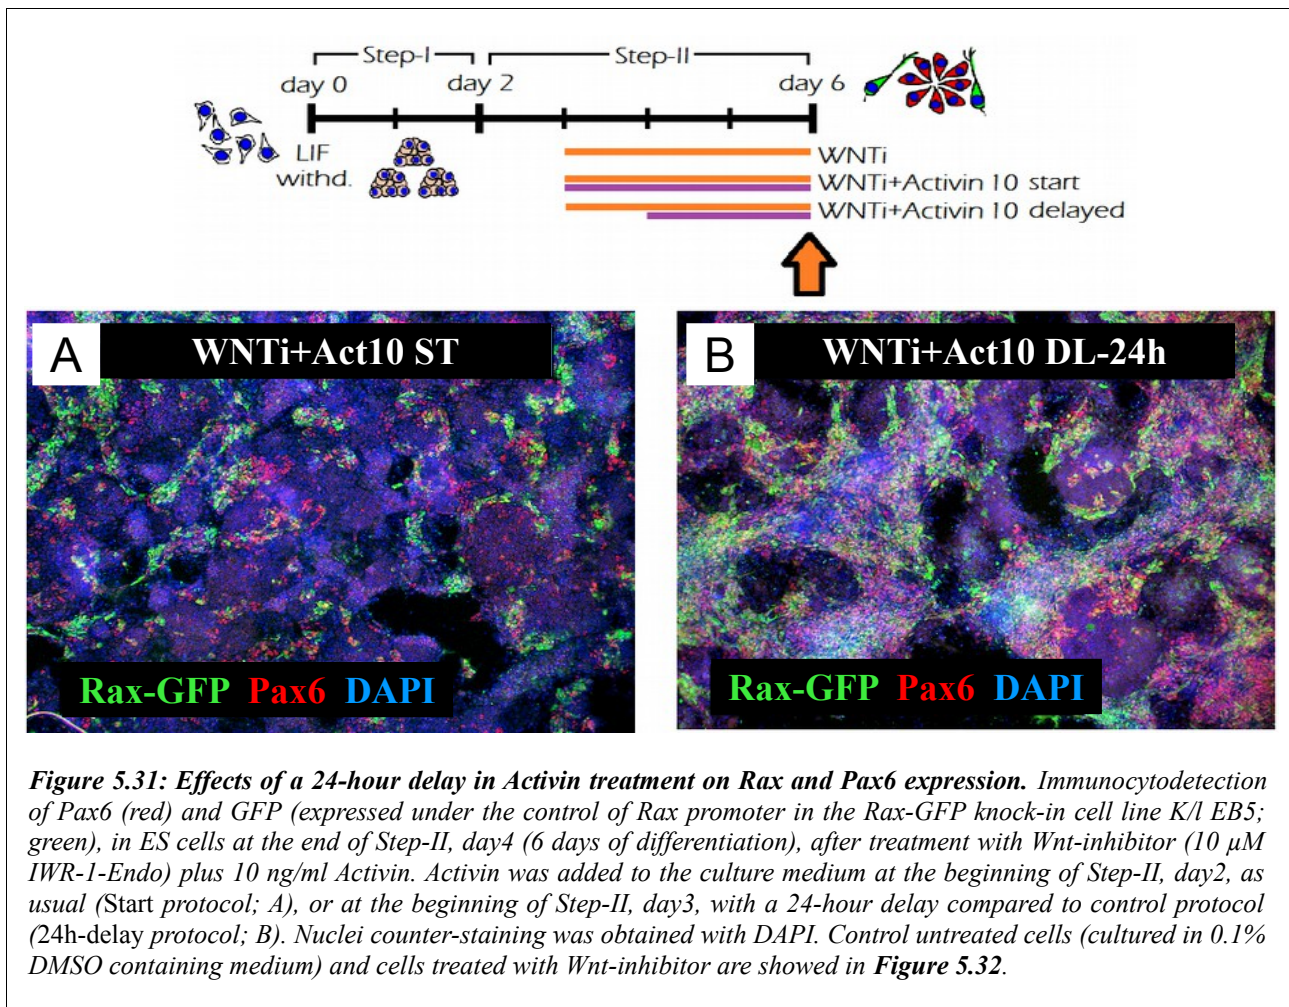 Step-I Step-II
day 0 day 2 day 6
LIF
withd.
WNTi
WNTi+Activin 10 start
WNTi+Activin 10 delayed
A WNTi+Act10 ST
Rax-GFP Pax6 DAPI
B WNTi+Act10 DL-24h
Rax-GFP Pax6 DAPI
Figure 5.31: Effects of a 24-hour delay in Activin treatment on Rax and Pax6 expression. Immunocytodetection
of Pax6 (red) and GFP (expressed under the control of Rax promoter in the Rax-GFP knock-in cell line K/l EB5;
green), in ES cells at the end of Step-II, day4 (6 days of differentiation), after treatment with Wnt-inhibitor (10 µM
IWR-1-Endo) plus 10 ng/ml Activin. Activin was added to the culture medium at the beginning of Step-II, day2, as
usual (Start protocol; A), or at the beginning of Step-II, day3, with a 24-hour delay compared to control protocol
(24h-delay protocol; B). Nuclei counter-staining was obtained with DAPI. Control untreated cells (cultured in 0.1%
DMSO containing medium) and cells treated with Wnt-inhibitor are showed in Figure 5.32.